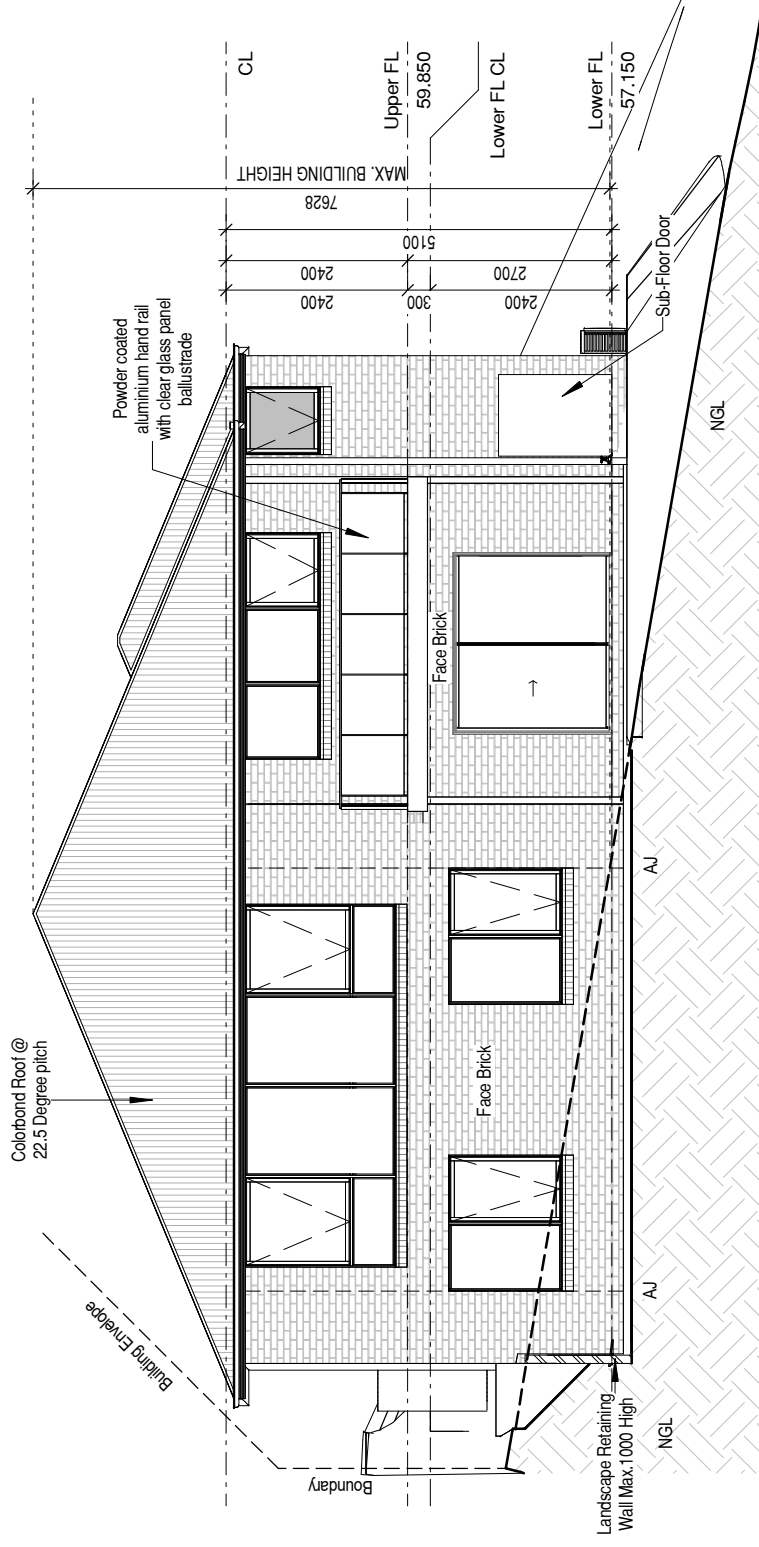 Colorbond Roof @
22.5 Degree pitch
Building Envelope
Boundary
Powder coated
aluminium hand rail
with clear glass panel
ballustrade
CL
Upper FL
59.850
Lower FL CL
Lower FL
57.150
MAX. BUILDING HEIGHT
7628
5100
2400
2700
2400
300
2400
Face Brick
Face Brick
Sub-Floor Door
NGL
AJ
AJ
Landscape Retaining
Wall Max.1000 High
NGL